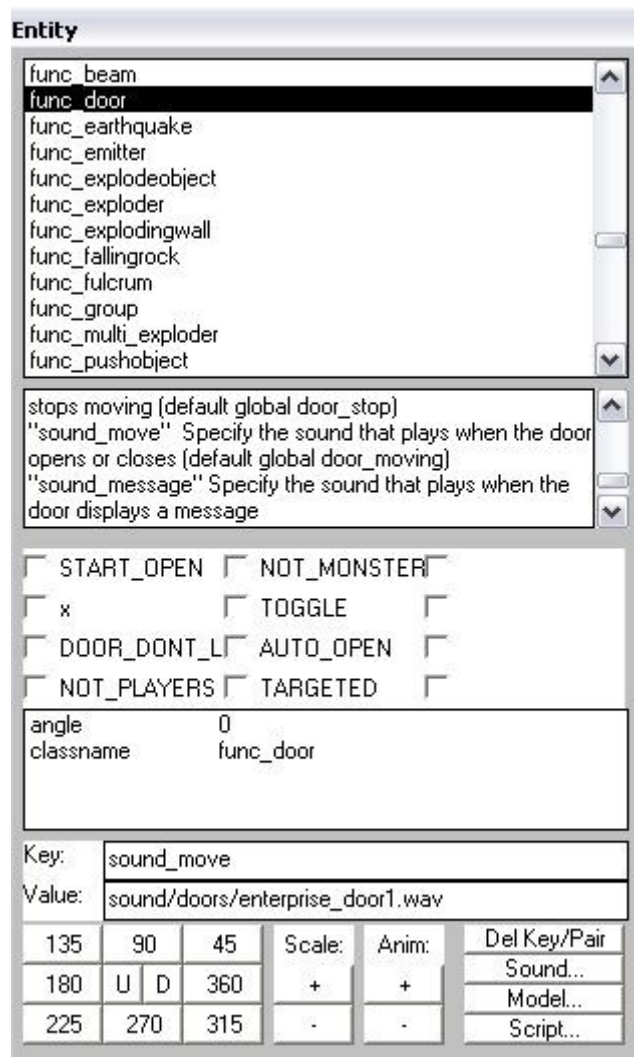 Entity
func_beam
func_door
func_earthquake
func_emitter
func_explodeobject
func_exploder
func_explodingwall
func_fallingrock
func_fulcrum
func_group
func_multi_exploder
func_pushobject
stops moving (default global door_stop)
"sound_move" Specify the sound that plays when the door
opens or closes (default global door_moving)
"sound_message" Specify the sound that plays when the
door displays a message
START_OPEN NOT_MONSTER
x TOGGLE
DOOR_DONT_L AUTO_OPEN
NOT_PLAYERS TARGETED
angle 0
classname func_door
Key: sound_move
Value: sound/doors/enterprise_door1.wav
135 90 45 Scale: Anim: Del Key/Pair
Sound...
180 U D 360 + +
Model...
225 270 315 - - Script...